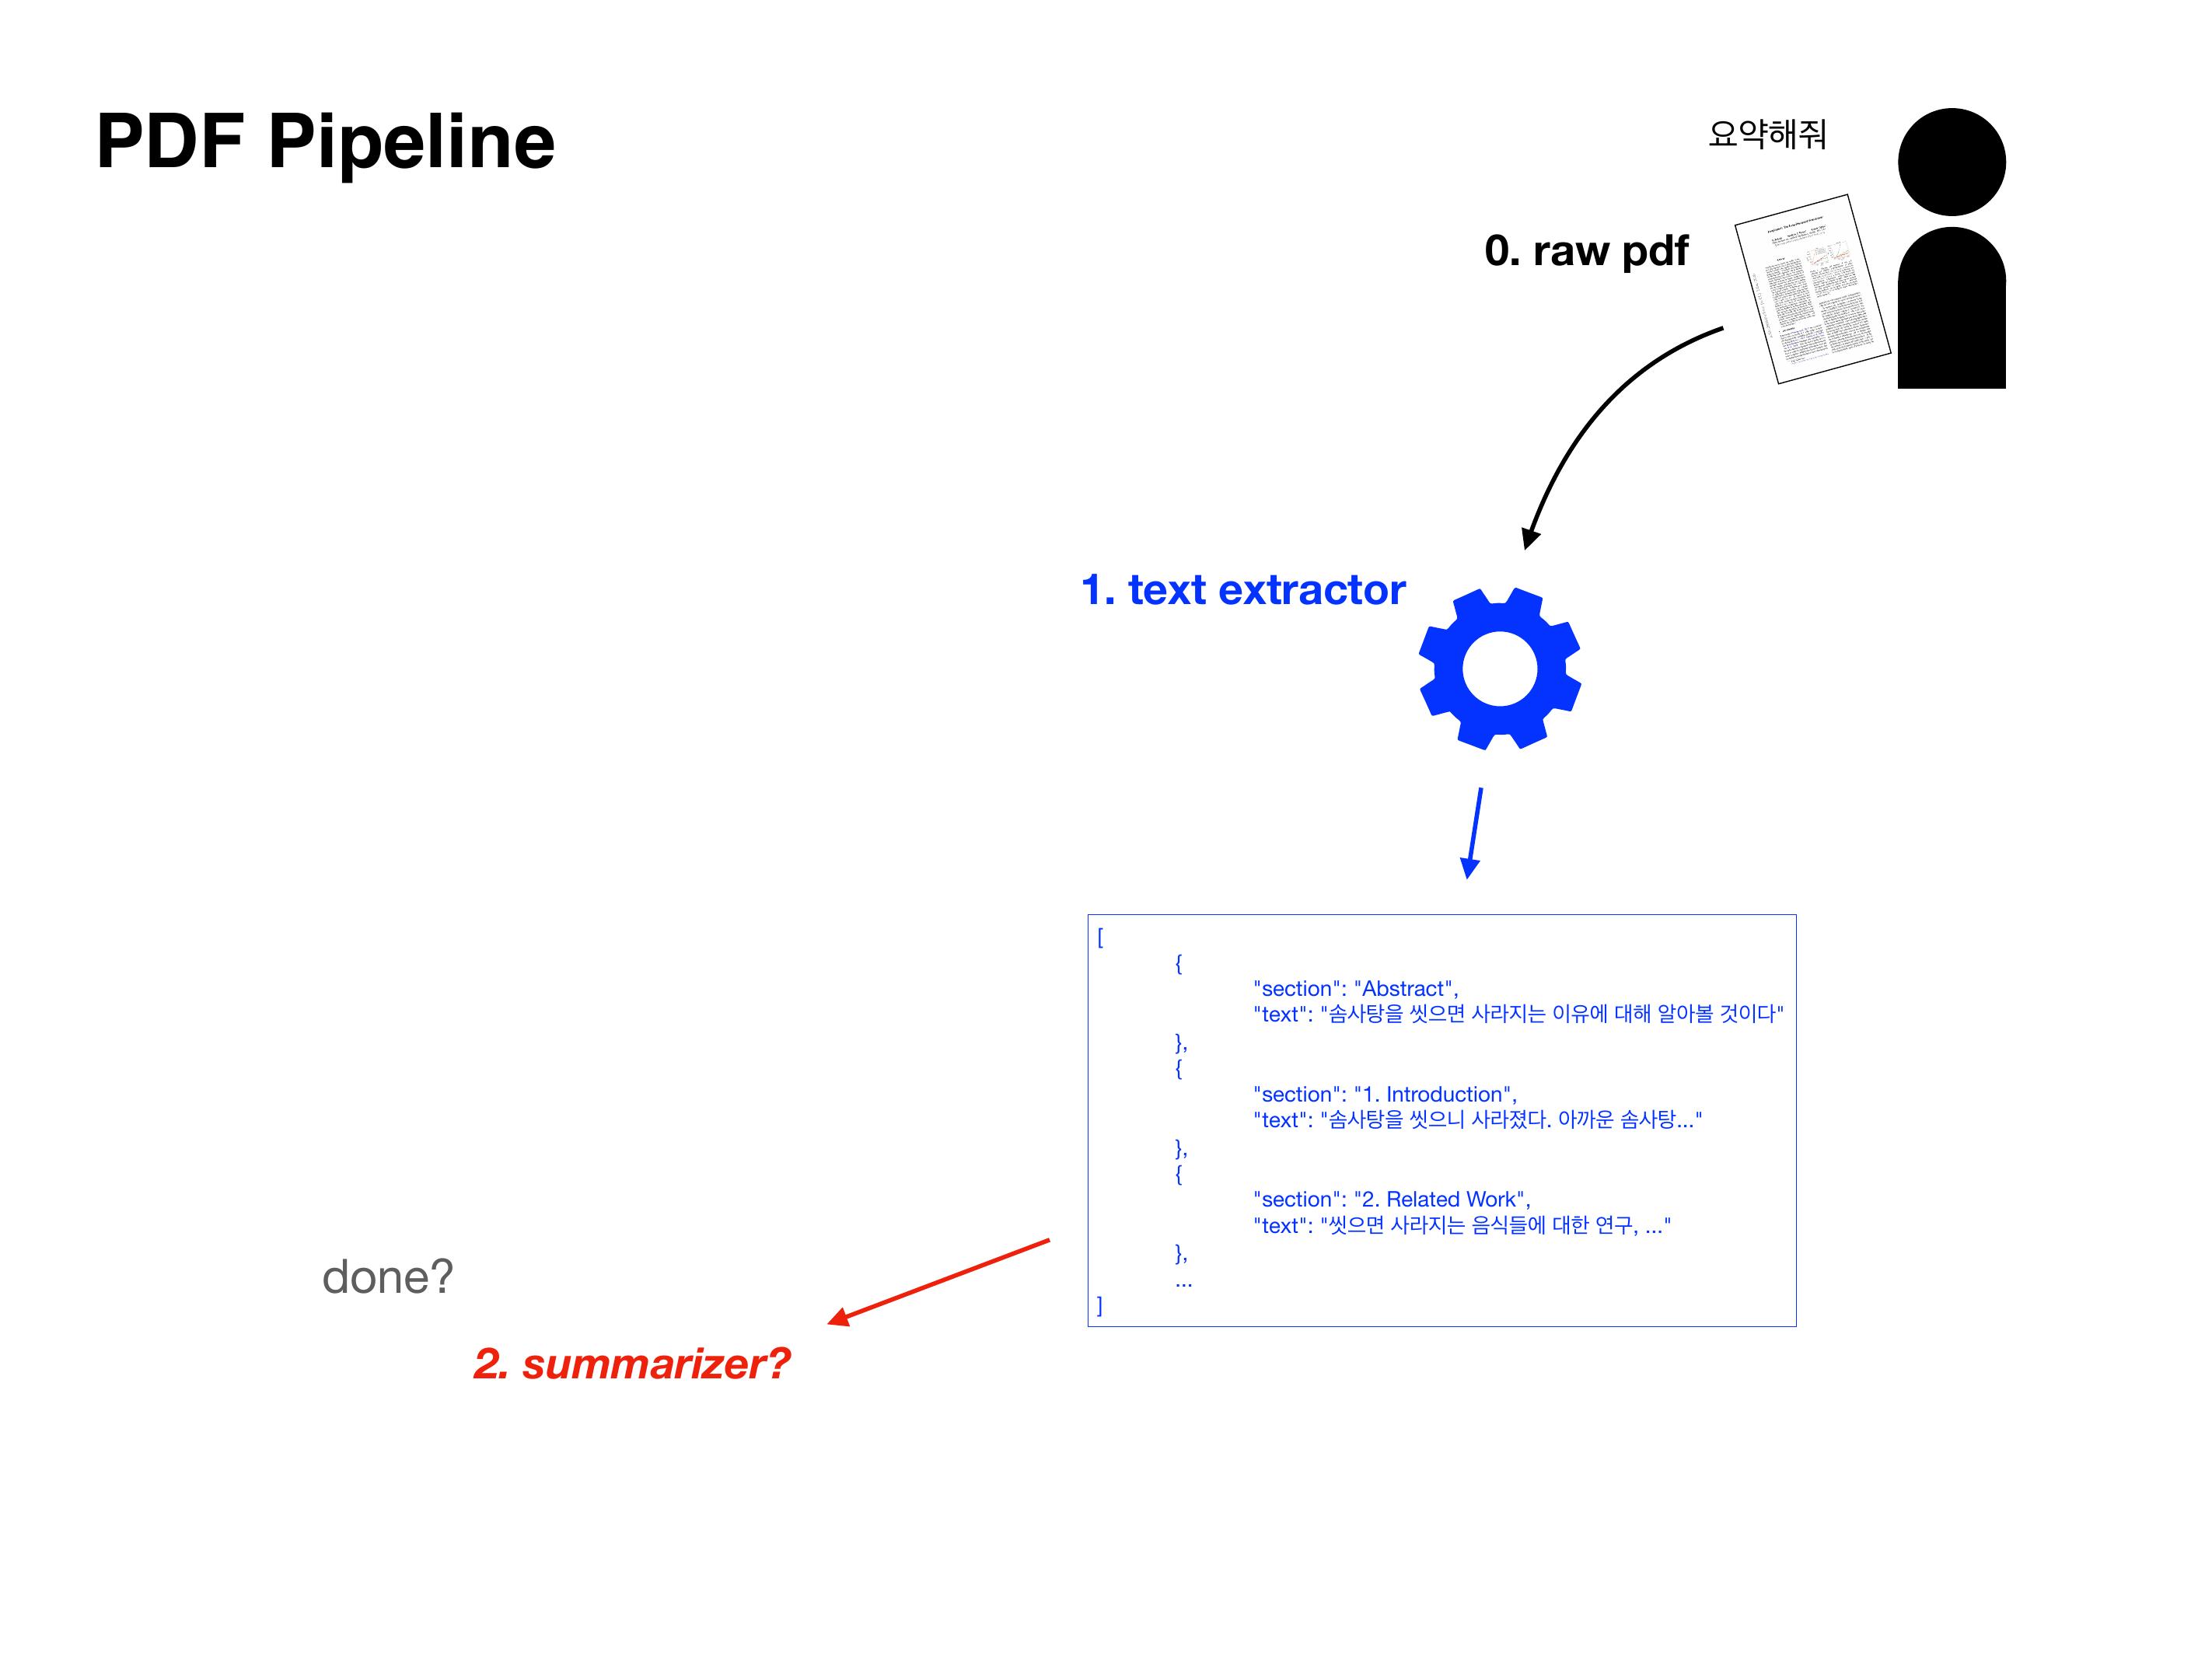 PDF Pipeline
요약해줘
0. raw pdf
1. text extractor
[
{
"section": "Abstract",
"text": "솜사탕을 씻으면 사라지는 이유에 대해 알아볼 것이다"
},
{
"section": "1. Introduction",
"text": "솜사탕을 씻으니 사라졌다. 아까운 솜사탕..."
},
{
"section": "2. Related Work",
"text": "씻으면 사라지는 음식들에 대한 연구, ..."
},
...
]
done?
2. summarizer?